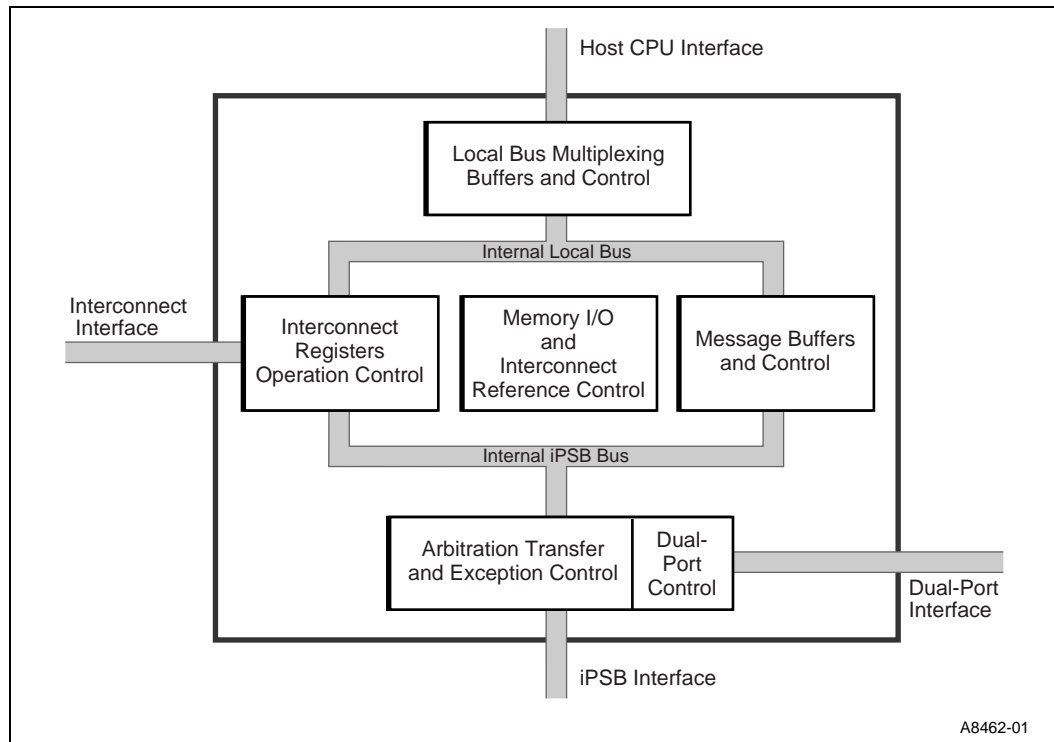 Host CPU Interface
Local Bus Multiplexing
Buffers and Control
Internal Local Bus
Interconnect
Interface
Interconnect
Registers
Operation Control
Memory I/O
and
Interconnect
Reference Control
Message Buffers
and Control
Internal iPSB Bus
Arbitration Transfer
and Exception Control
Dual-
Port
Control
Dual-Port
Interface
iPSB Interface
A8462-01